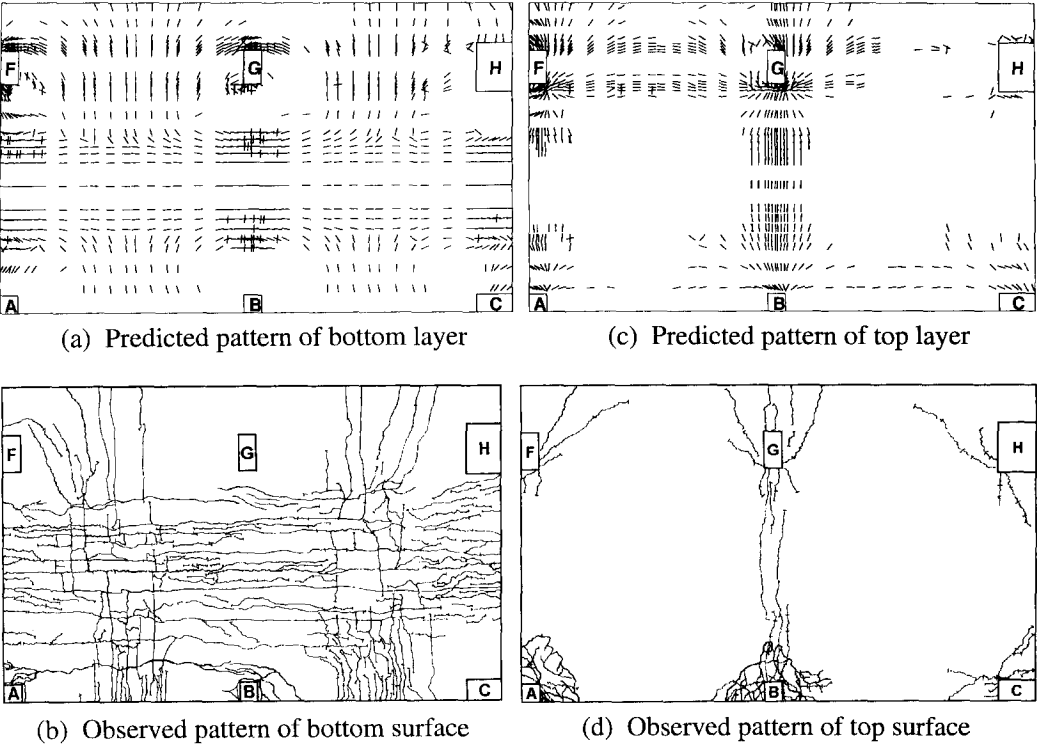 F
G
H
A
B
C
(a) Predicted pattern of bottom layer
F
G
H
A
B
C
(c) Predicted pattern of top layer
F
G
H
A
B
C
(b) Observed pattern of bottom surface
F
G
H
A
B
C
(d) Observed pattern of top surface